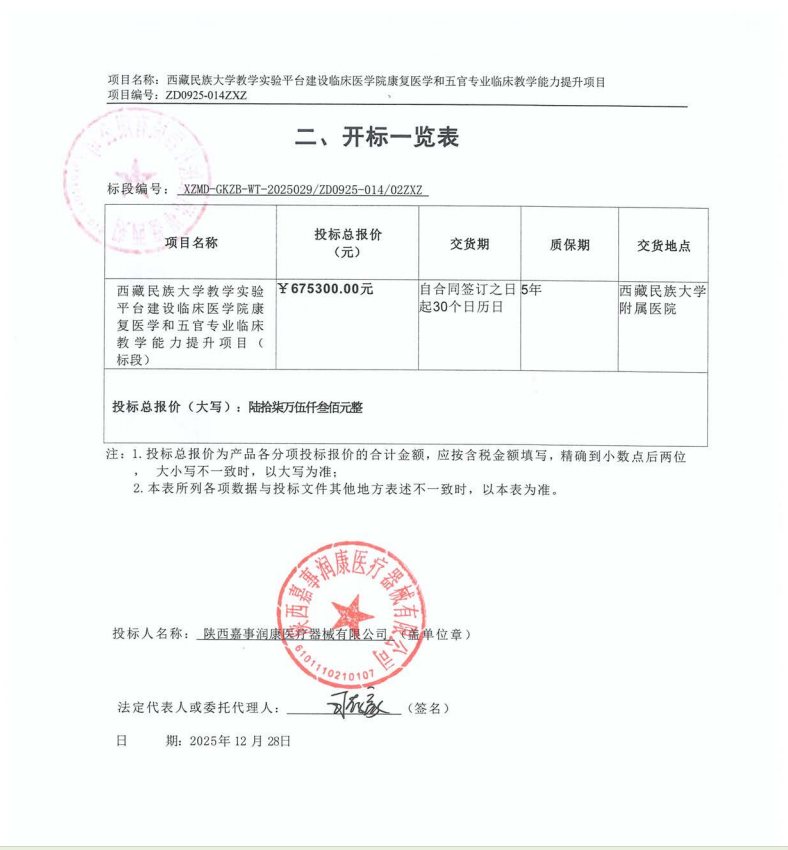 项目名称：西藏民族大学教学实验平台建设临床医学院康复医学和五官专业临床教学能力提升项目
项目编号：ZD0925-014ZXZ
二、开标一览表
标段编号：XZMD-GKZB-WT-2025029/ZD0925-014/02ZXZ
项目名称
投标总报价
（元）
交货期
质保期
交货地点
西藏民族大学教学实验
平台建设临床医学院康
复医学和五官专业临床
教学能力提升项目（
标段）
￥675300.00元
自合同签订之日
起30个日历日
5年
西藏民族大学
附属医院
投标总报价（大写）：陆拾柒万伍仟叁佰元整
注：1.投标总报价为产品各分项投标报价的合计金额，应按含税金额填写，精确到小数点后两位
，大小写不一致时，以大写为准；
2.本表所列各项数据与投标文件其他地方表述不一致时，以本表为准。
陕西嘉事润康医疗器械有限公司
6101110210107
投标人名称：陕西嘉事润康医疗器械有限公司（盖单位章）
法定代表人或委托代理人：（签名）
日 期：2025年12月28日